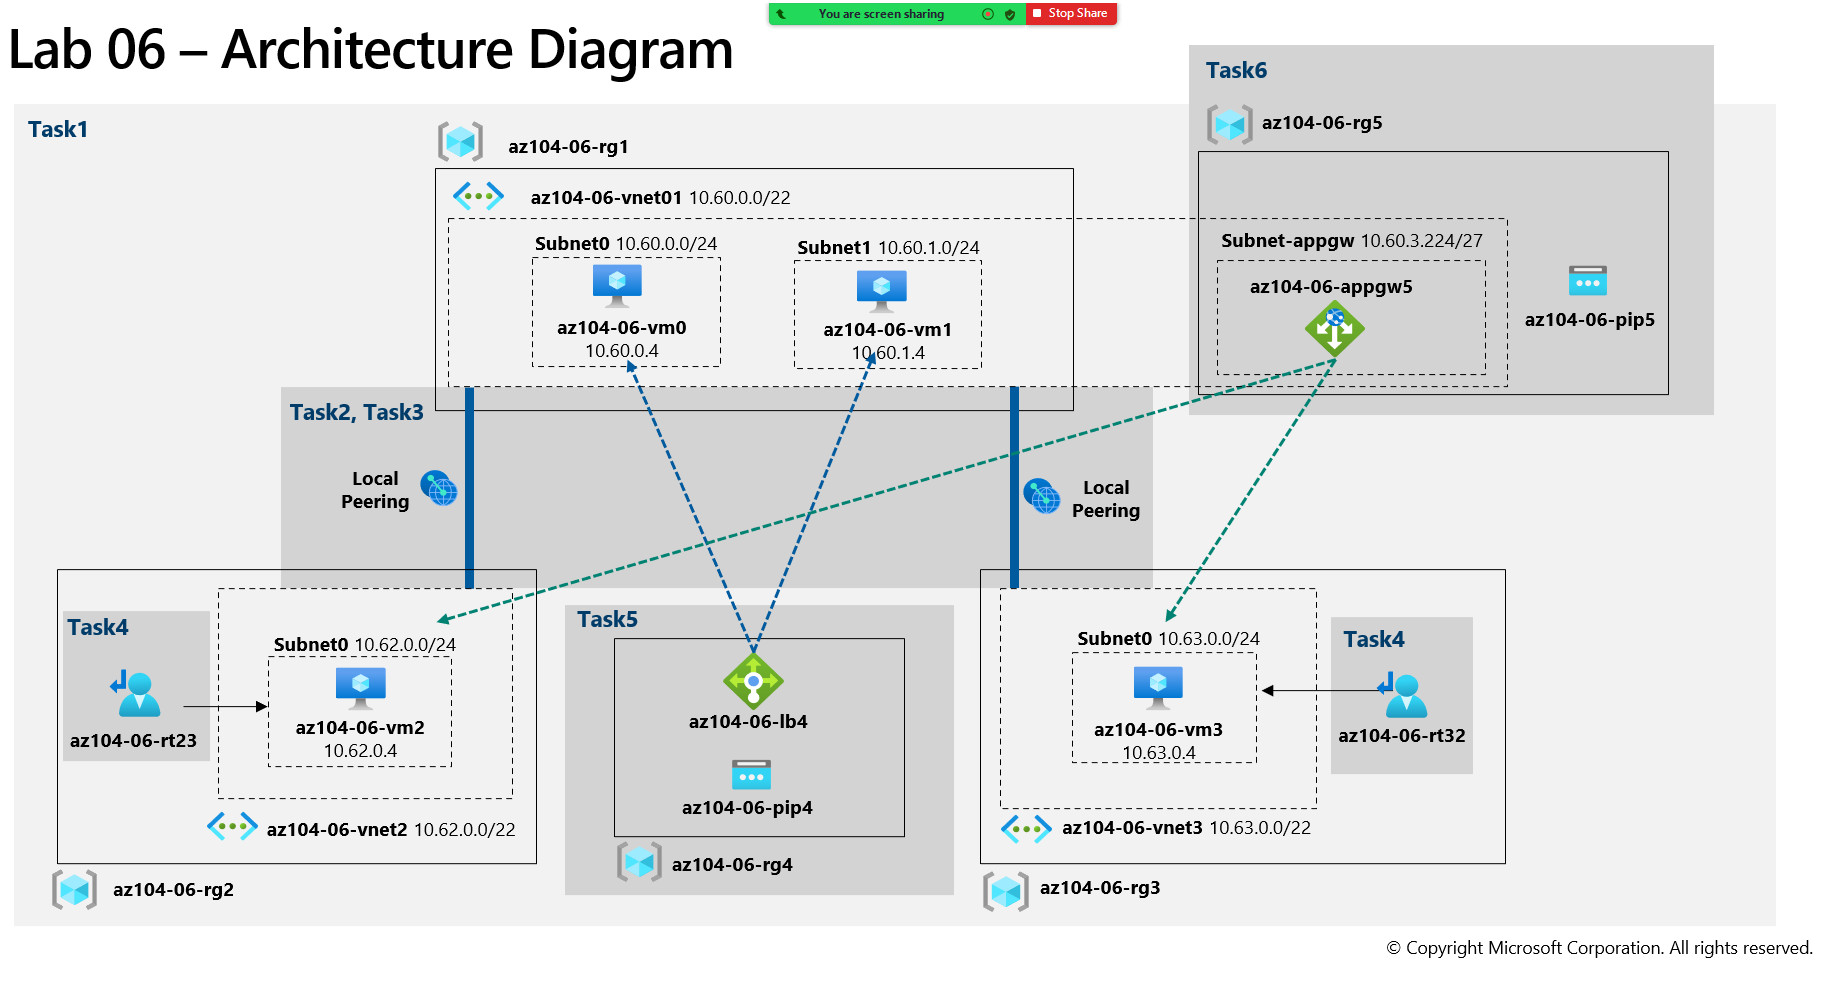 You are screen sharing
Stop Share
Lab 06 – Architecture Diagram
Task6
az104-06-rg5
Task1
az104-06-rg1
az104-06-vnet01 10.60.0.0/22
Subnet0 10.60.0.0/24
Subnet1 10.60.1.0/24
Subnet-appgw 10.60.3.224/27
az104-06-appgw5
az104-06-vm0
10.60.0.4
az104-06-vm1
10.60.1.4
az104-06-pip5
Task2, Task3
Local
Peering
Local
Peering
Task4
Subnet0 10.62.0.0/24
az104-06-rt23
az104-06-vm2
10.62.0.4
az104-06-vnet2 10.62.0.0/22
az104-06-rg2
Task5
az104-06-lb4
az104-06-pip4
az104-06-rg4
Subnet0 10.63.0.0/24
Task4
az104-06-vm3
10.63.0.4
az104-06-rt32
az104-06-vnet3 10.63.0.0/22
az104-06-rg3
© Copyright Microsoft Corporation. All rights reserved.